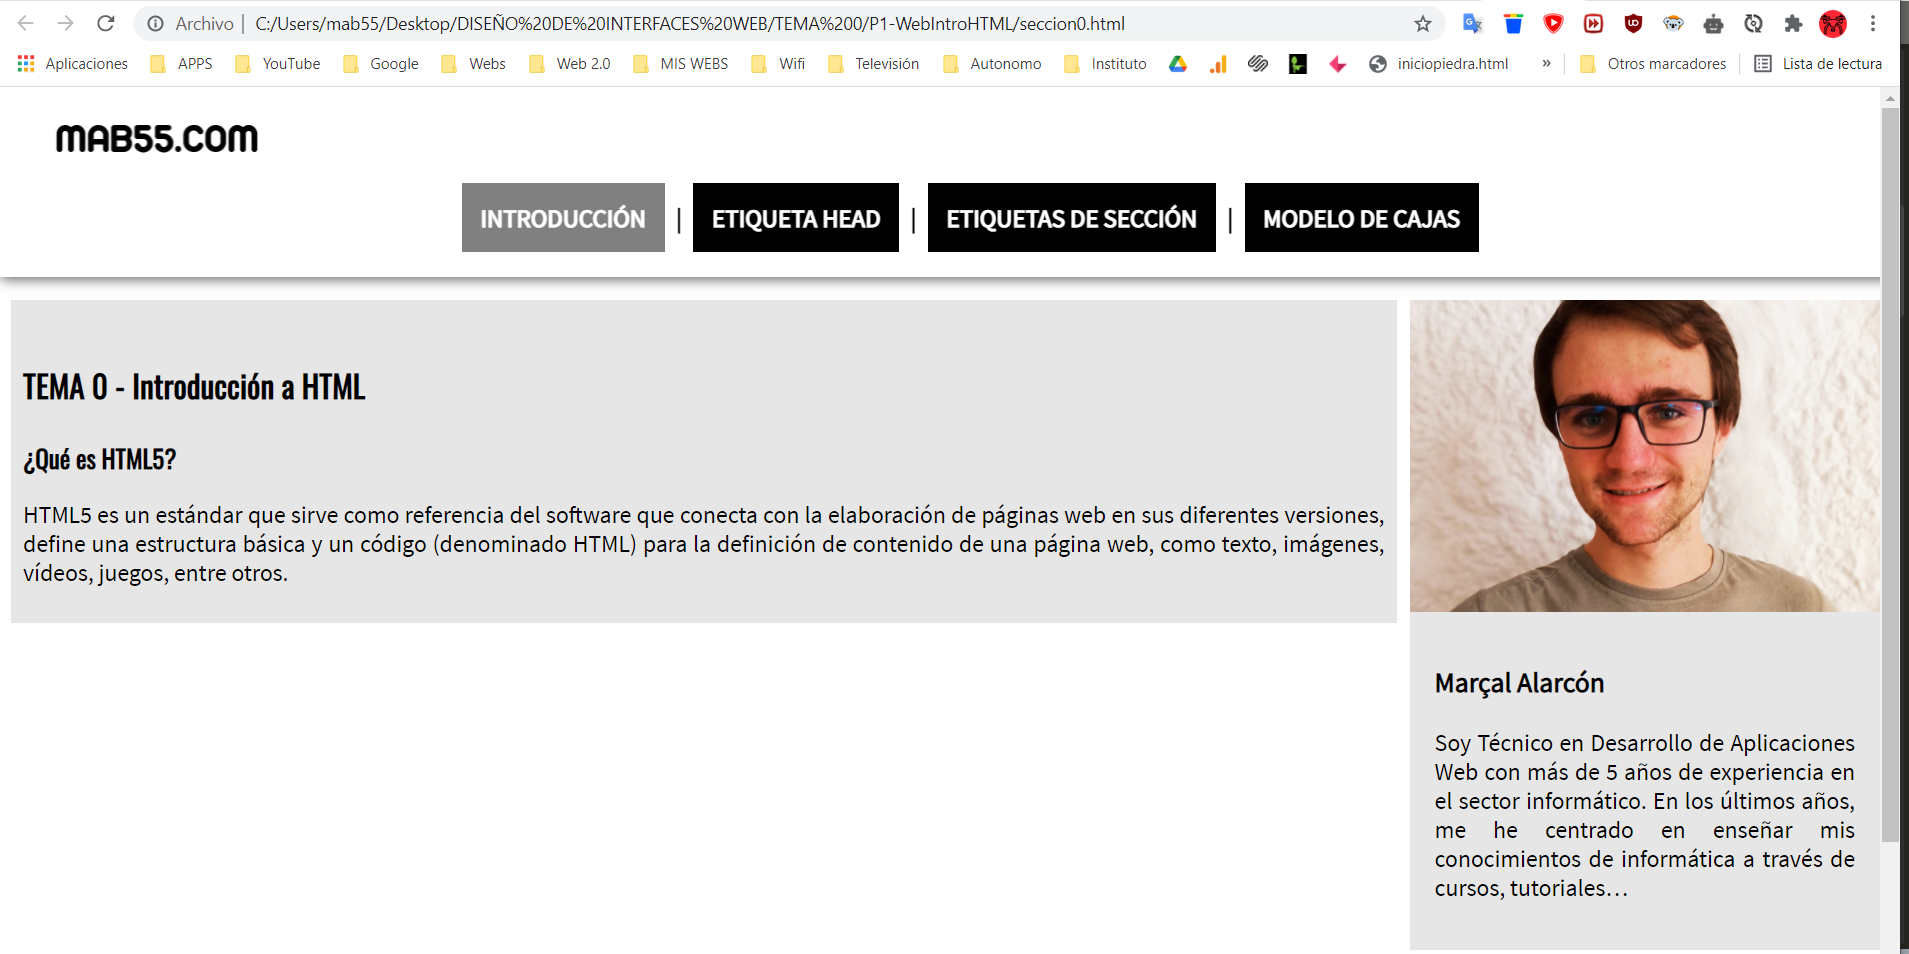 Archivo | C:/Users/mab55/Desktop/DISEÑO%20DE%20INTERFACES%20WEB/TEMA%200/P1-WebIntroHTML/seccion0.html
Aplicaciones APPS YouTube Google Webs Web 2.0 MIS WEBS Wifi Televisión Autonomo Instituto iniciopiedra.html » Otros marcadores Lista de lectura
MAB55.COM
INTRODUCCIÓN | ETIQUETA HEAD | ETIQUETAS DE SECCIÓN | MODELO DE CAJAS
TEMA 0 - Introducción a HTML
¿Qué es HTML5?
HTML5 es un estándar que sirve como referencia del software que conecta con la elaboración de páginas web en sus diferentes versiones,
define una estructura básica y un código (denominado HTML) para la definición de contenido de una página web, como texto, imágenes,
vídeos, juegos, entre otros.
Marçal Alarcón
Soy Técnico en Desarrollo de Aplicaciones
Web con más de 5 años de experiencia en
el sector informático. En los últimos años,
me he centrado en enseñar mis
conocimientos de informática a través de
cursos, tutoriales…